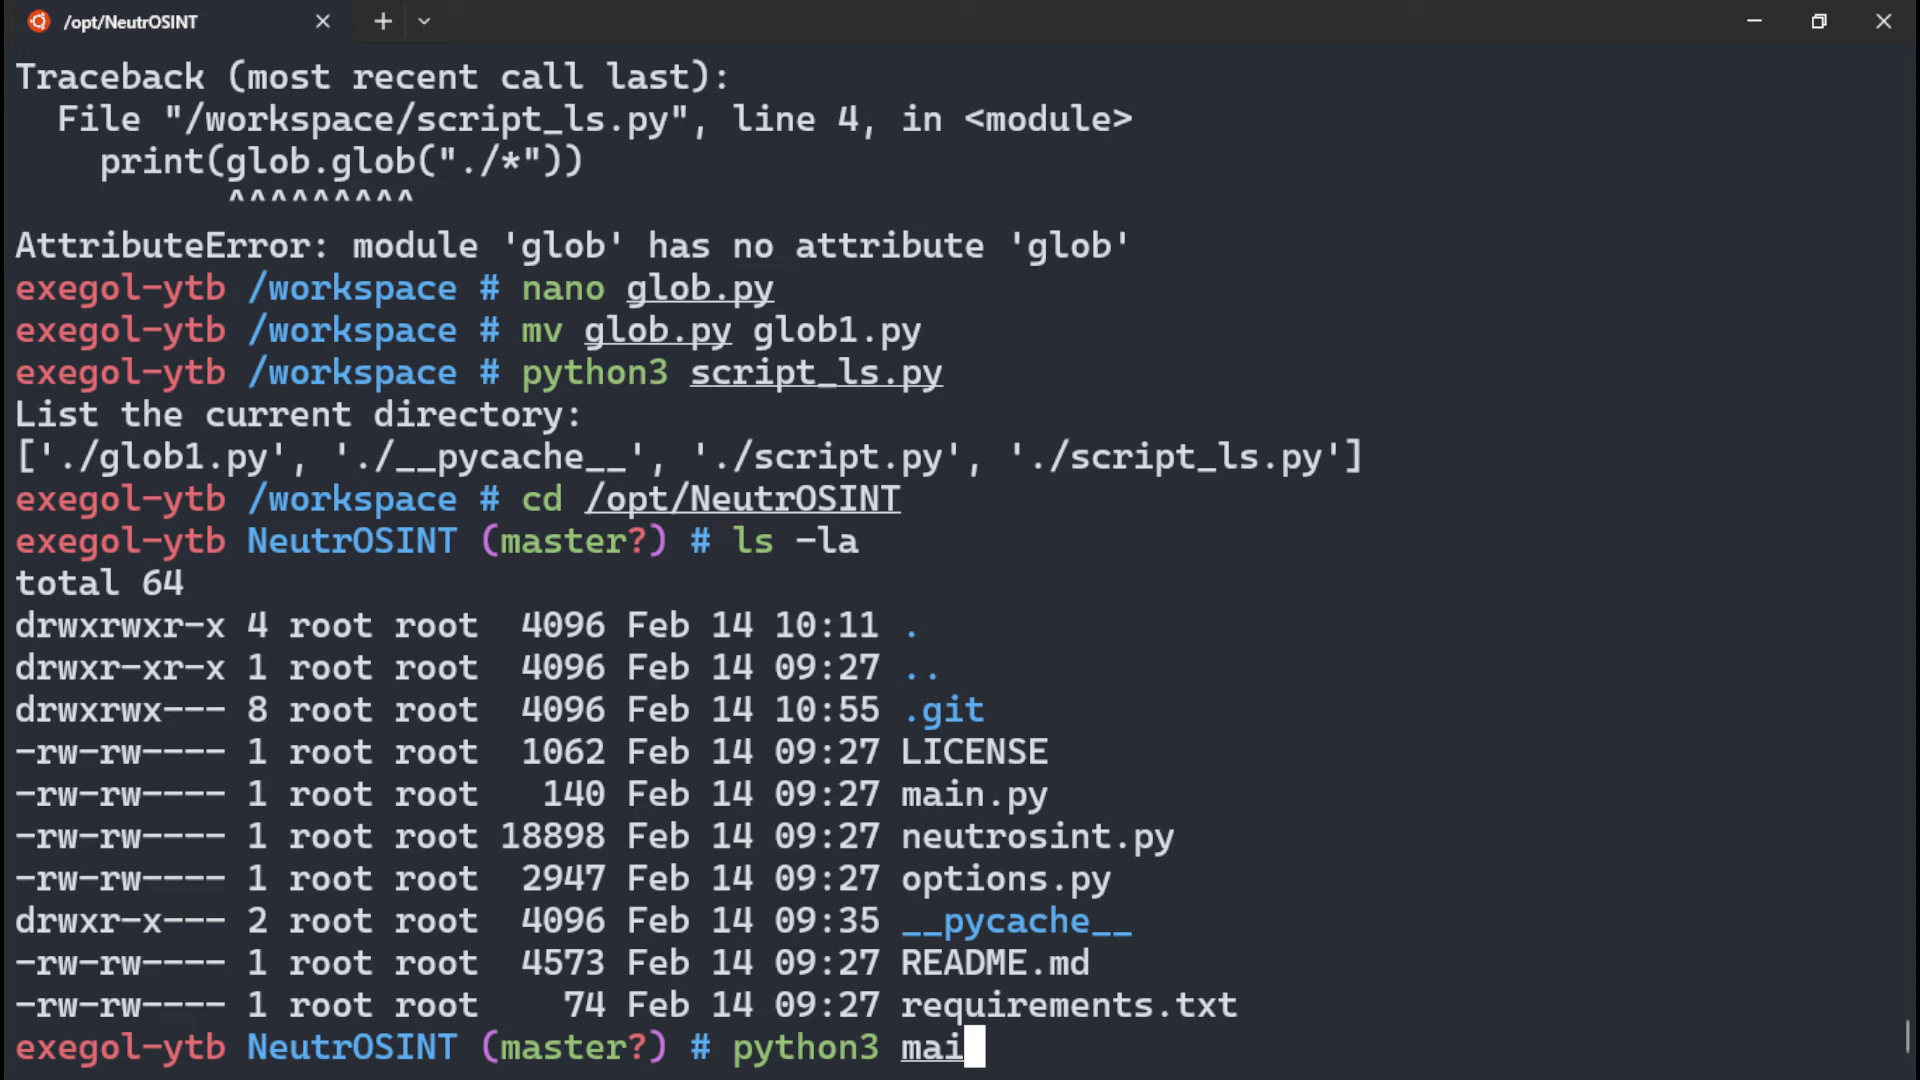 /opt/NeutrOSINT
Traceback (most recent call last):
  File "/workspace/script_ls.py", line 4, in <module>
    print(glob.glob("./*"))
          ^^^^^^^^^
AttributeError: module 'glob' has no attribute 'glob'
exegol-ytb /workspace # nano glob.py
exegol-ytb /workspace # mv glob.py glob1.py
exegol-ytb /workspace # python3 script_ls.py
List the current directory:
['./glob1.py', './__pycache__', './script.py', './script_ls.py']
exegol-ytb /workspace # cd /opt/NeutrOSINT
exegol-ytb NeutrOSINT (master?) # ls -la
total 64
drwxrwxr-x 4 root root  4096 Feb 14 10:11 .
drwxr-xr-x 1 root root  4096 Feb 14 09:27 ..
drwxrwx--- 8 root root  4096 Feb 14 10:55 .git
-rw-rw---- 1 root root  1062 Feb 14 09:27 LICENSE
-rw-rw---- 1 root root   140 Feb 14 09:27 main.py
-rw-rw---- 1 root root 18898 Feb 14 09:27 neutrosint.py
-rw-rw---- 1 root root  2947 Feb 14 09:27 options.py
drwxr-x--- 2 root root  4096 Feb 14 09:35 __pycache__
-rw-rw---- 1 root root  4573 Feb 14 09:27 README.md
-rw-rw---- 1 root root    74 Feb 14 09:27 requirements.txt
exegol-ytb NeutrOSINT (master?) # python3 mai